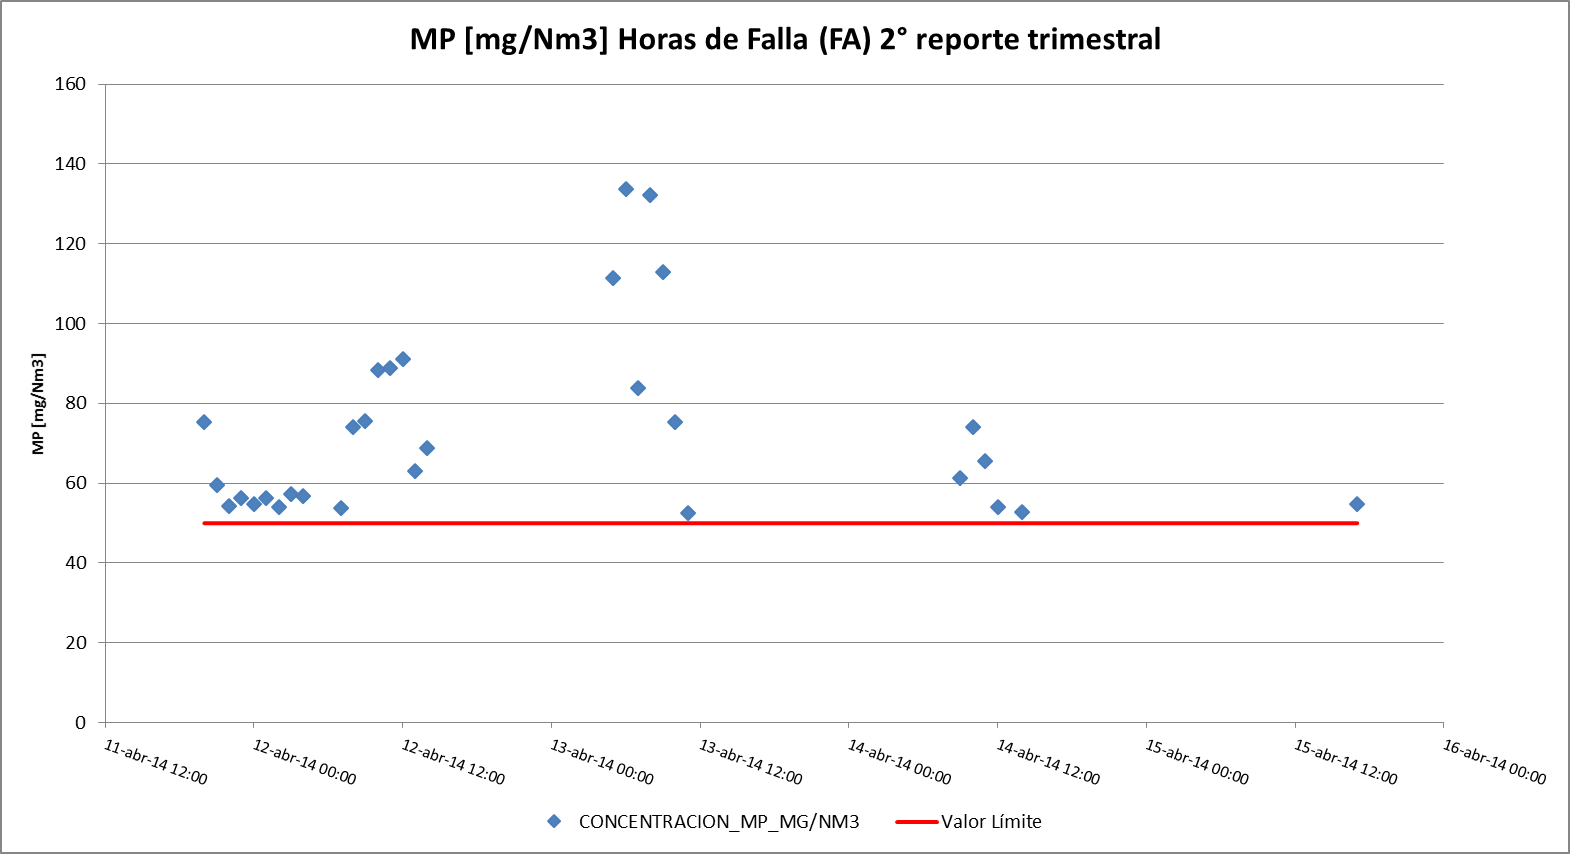 MP [mg/Nm3] Horas de Falla (FA) 2° reporte trimestral
160
140
120
100
80
60
40
20
0
MP [mg/Nm3]
11-abr-14 12:00
12-abr-14 00:00
12-abr-14 12:00
13-abr-14 00:00
13-abr-14 12:00
14-abr-14 00:00
14-abr-14 12:00
15-abr-14 00:00
15-abr-14 12:00
16-abr-14 00:00
CONCENTRACION_MP_MG/NM3
Valor Límite